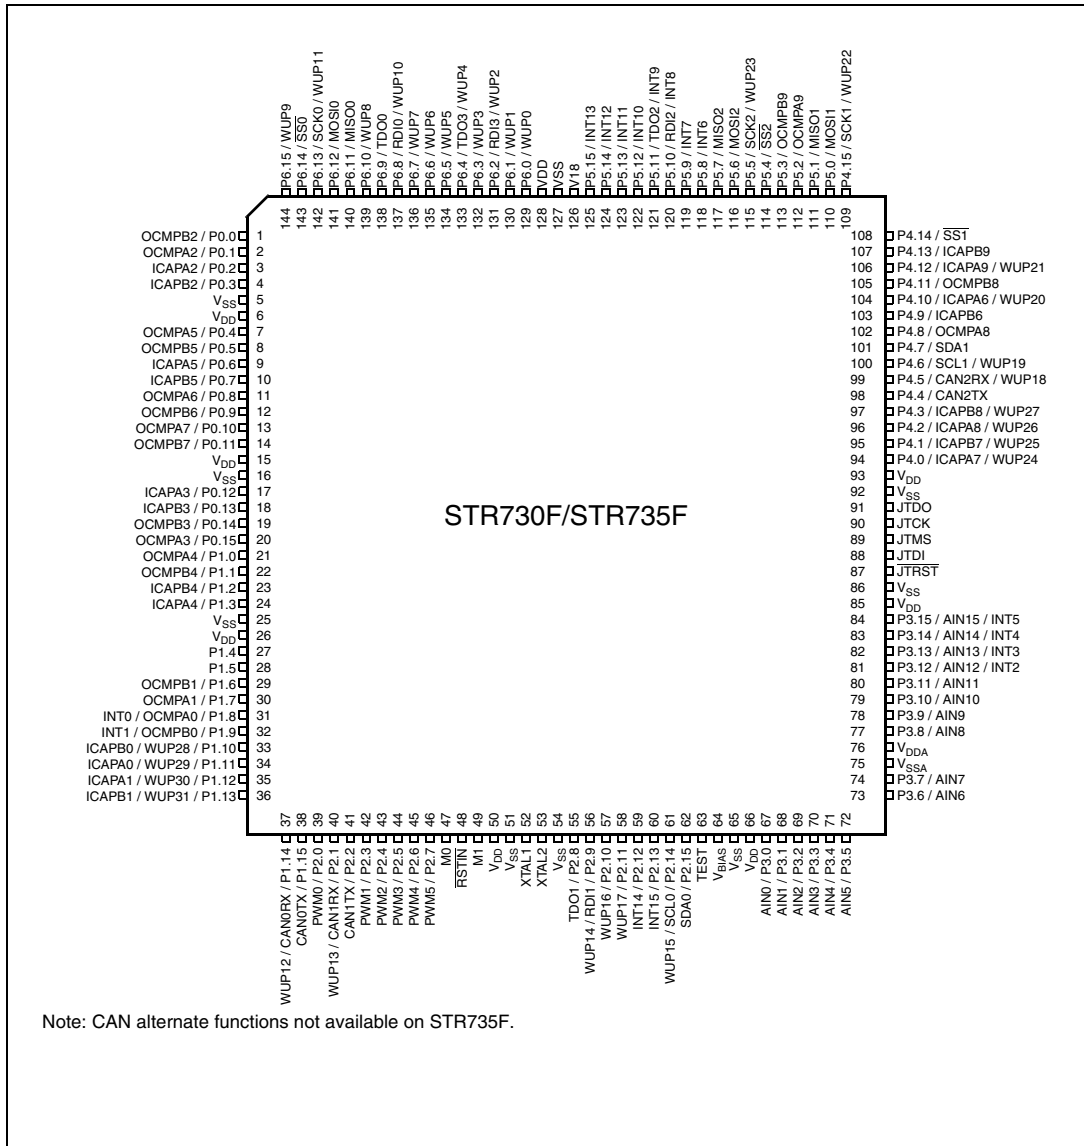 P6.15 / WUP9
P6.14 / SS0
P6.13 / SCK0 / WUP11
P6.12 / MOSI0
P6.11 / MISO0
P6.10 / WUP8
P6.9 / TDO0
P6.8 / RDI0 / WUP10
P6.7 / WUP7
P6.6 / WUP6
P6.5 / WUP5
P6.4 / TDO3 / WUP4
P6.3 / WUP3
P6.2 / RDI3 / WUP2
P6.1 / WUP1
P6.0 / WUP0
VDD
VSS
V18
P5.15 / INT13
P5.14 / INT12
P5.13 / INT11
P5.12 / INT10
P5.11 / TDO2 / INT9
P5.10 / RDI2 / INT8
P5.9 / INT7
P5.8 / INT6
P5.7 / MISO2
P5.6 / MOSI2
P5.5 / SCK2 / WUP23
P5.4 / SS2
P5.3 / OCMPB9
P5.2 / OCMPA9
P5.1 / MISO1
P5.0 / MOSI1
P4.15 / SCK1 / WUP22
144 143 142 141 140 139 138 137 136 135 134 133 132 131 130 129 128 127 126 125 124 123 122 121 120 119 118 117 116 115 114 113 112 111 110 109
OCMPB2 / P0.0 1
OCMPA2 / P0.1 2
ICAPA2 / P0.2 3
ICAPB2 / P0.3 4
VSS 5
VDD 6
OCMPA5 / P0.4 7
OCMPB5 / P0.5 8
ICAPA5 / P0.6 9
ICAPB5 / P0.7 10
OCMPA6 / P0.8 11
OCMPB6 / P0.9 12
OCMPA7 / P0.10 13
OCMPB7 / P0.11 14
VDD 15
VSS 16
ICAPA3 / P0.12 17
ICAPB3 / P0.13 18
OCMPB3 / P0.14 19
OCMPA3 / P0.15 20
OCMPA4 / P1.0 21
OCMPB4 / P1.1 22
ICAPB4 / P1.2 23
ICAPA4 / P1.3 24
VSS 25
VDD 26
P1.4 27
P1.5 28
OCMPB1 / P1.6 29
OCMPA1 / P1.7 30
INT0 / OCMPA0 / P1.8 31
INT1 / OCMPB0 / P1.9 32
ICAPB0 / WUP28 / P1.10 33
ICAPA0 / WUP29 / P1.11 34
ICAPA1 / WUP30 / P1.12 35
ICAPB1 / WUP31 / P1.13 36
STR730F/STR735F
108 P4.14 / SS1
107 P4.13 / ICAPB9
106 P4.12 / ICAPA9 / WUP21
105 P4.11 / OCMPB8
104 P4.10 / ICAPA6 / WUP20
103 P4.9 / ICAPB6
102 P4.8 / OCMPA8
101 P4.7 / SDA1
100 P4.6 / SCL1 / WUP19
99 P4.5 / CAN2RX / WUP18
98 P4.4 / CAN2TX
97 P4.3 / ICAPB8 / WUP27
96 P4.2 / ICAPA8 / WUP26
95 P4.1 / ICAPB7 / WUP25
94 P4.0 / ICAPA7 / WUP24
93 VDD
92 VSS
91 JTDO
90 JTCK
89 JTMS
88 JTDI
87 JTRST
86 VSS
85 VDD
84 P3.15 / AIN15 / INT5
83 P3.14 / AIN14 / INT4
82 P3.13 / AIN13 / INT3
81 P3.12 / AIN12 / INT2
80 P3.11 / AIN11
79 P3.10 / AIN10
78 P3.9 / AIN9
77 P3.8 / AIN8
76 VDDA
75 VSSA
74 P3.7 / AIN7
73 P3.6 / AIN6
37 38 39 40 41 42 43 44 45 46 47 48 49 50 51 52 53 54 55 56 57 58 59 60 61 62 63 64 65 66 67 68 69 70 71 72
WUP12 / CAN0RX / P1.14
CAN0TX / P1.15
PWM0 / P2.0
WUP13 / CAN1RX / P2.1
CAN1TX / P2.2
PWM1 / P2.3
PWM2 / P2.4
PWM3 / P2.5
PWM4 / P2.6
PWM5 / P2.7
M0
RSTIN
M1
VDD
VSS
XTAL1
XTAL2
VSS
TDO1 / P2.8
WUP14 / RDI1 / P2.9
WUP16 / P2.10
WUP17 / P2.11
INT14 / P2.12
INT15 / P2.13
WUP15 / SCL0 / P2.14
SDA0 / P2.15
TEST
VBIAS
VSS
VDD
AIN0 / P3.0
AIN1 / P3.1
AIN2 / P3.2
AIN3 / P3.3
AIN4 / P3.4
AIN5 / P3.5
Note: CAN alternate functions not available on STR735F.